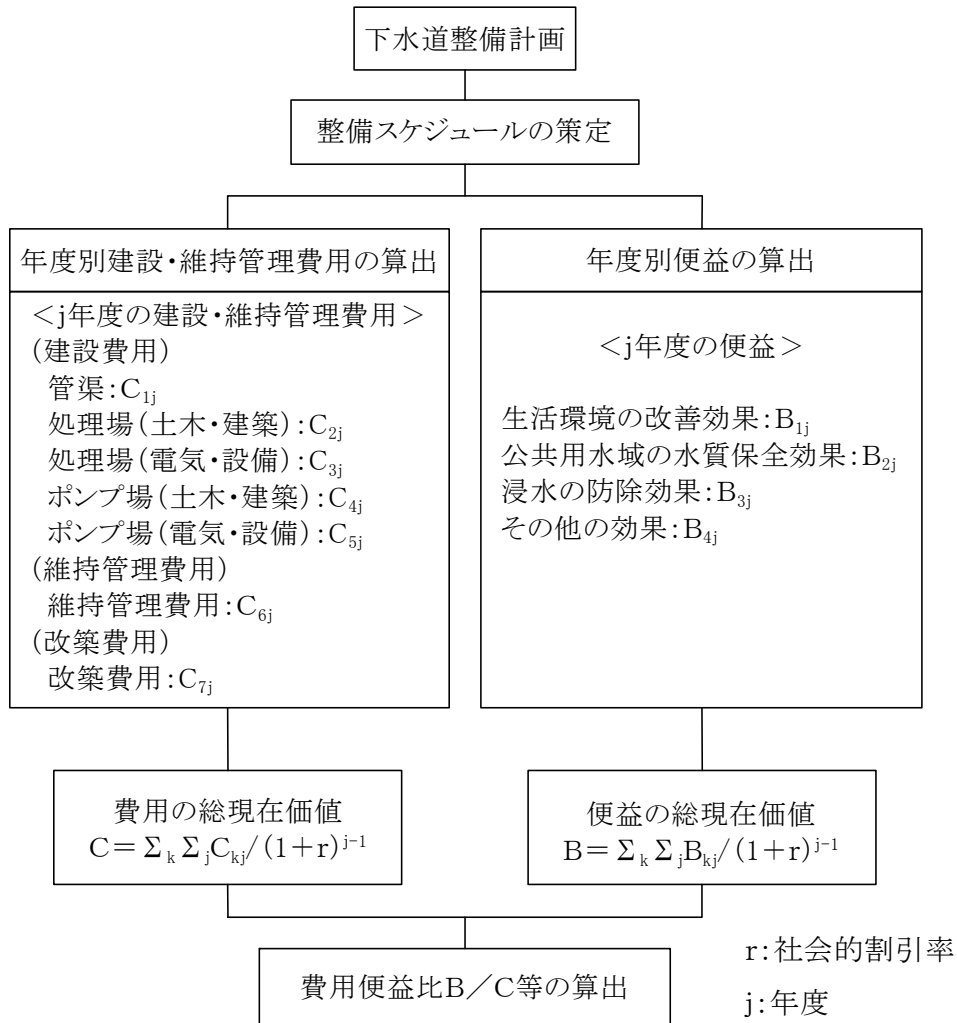 下水道整備計画
整備スケジュールの策定
年度別建設・維持管理費用の算出
<j年度の建設・維持管理費用>
(建設費用)
管渠:C1j
処理場(土木・建築):C2j
処理場(電気・設備):C3j
ポンプ場(土木・建築):C4j
ポンプ場(電気・設備):C5j
(維持管理費用)
維持管理費用:C6j
(改築費用)
改築費用:C7j
年度別便益の算出
<j年度の便益>
生活環境の改善効果:B1j
公共用水域の水質保全効果:B2j
浸水の防除効果:B3j
その他の効果:B4j
費用の総現在価値
C=ΣkΣjCkj/(1+r)j-1
便益の総現在価値
B=ΣkΣjBkj/(1+r)j-1
費用便益比B/C等の算出
r:社会的割引率
j:年度